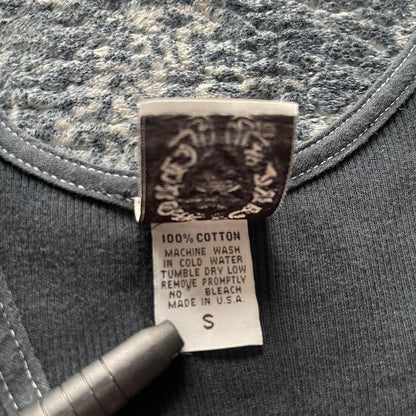 100% COTTON
MACHINE WASH
IN COLD WATER
TUMBLE DRY LOW
REMOVE PROMPTLY
NO BLEACH
MADE IN U.S.A.
S